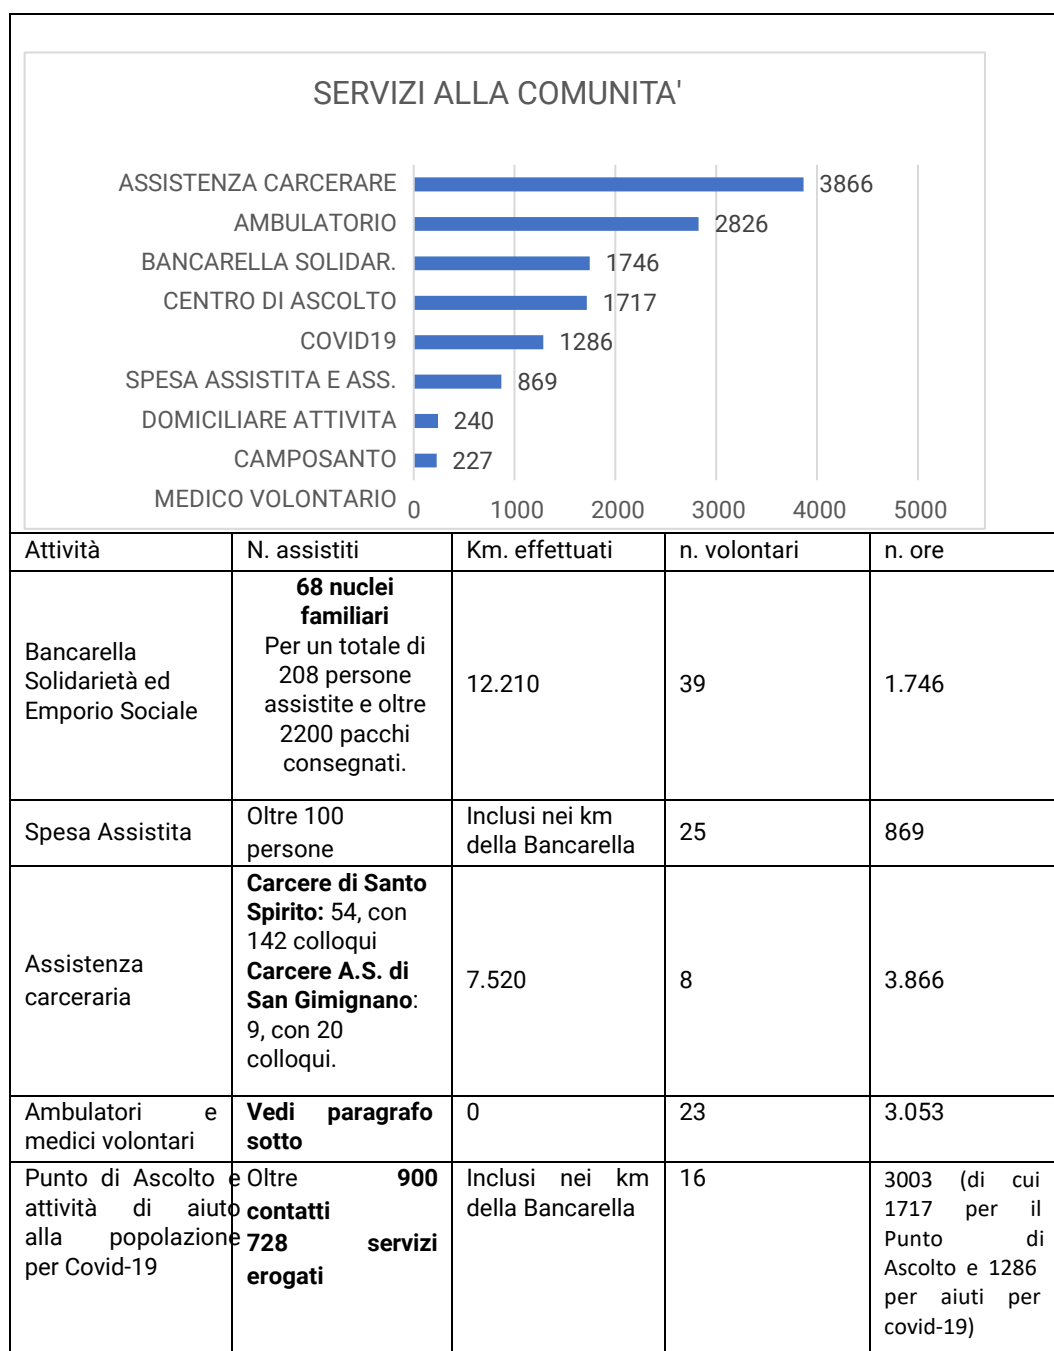 SERVIZI ALLA COMUNITA'
ASSISTENZA CARCERARE 3866
AMBULATORIO 2826
BANCARELLA SOLIDAR. 1746
CENTRO DI ASCOLTO 1717
COVID19 1286
SPESA ASSISTITA E ASS. 869
DOMICILIARE ATTIVITA 240
CAMPOSANTO 227
MEDICO VOLONTARIO
0 1000 2000 3000 4000 5000
Attività N. assistiti Km. effettuati n. volontari n. ore
Bancarella
Solidarietà ed
Emporio Sociale
68 nuclei
familiari
Per un totale di
208 persone
assistite e oltre
2200 pacchi
consegnati.
12.210
39
1.746
Spesa Assistita
Oltre 100
persone
Inclusi nei km
della Bancarella
25
869
Assistenza
carceraria
Carcere di Santo
Spirito: 54, con
142 colloqui
Carcere A.S. di
San Gimignano:
9, con 20
colloqui.
7.520
8
3.866
Ambulatori e
medici volontari
Vedi paragrafo
sotto
0
23
3.053
Punto di Ascolto e
attività di aiuto
alla popolazione
per Covid-19
Oltre 900
contatti
728 servizi
erogati
Inclusi nei km
della Bancarella
16
3003 (di cui
1717 per il
Punto di
Ascolto e 1286
per aiuti per
covid-19)